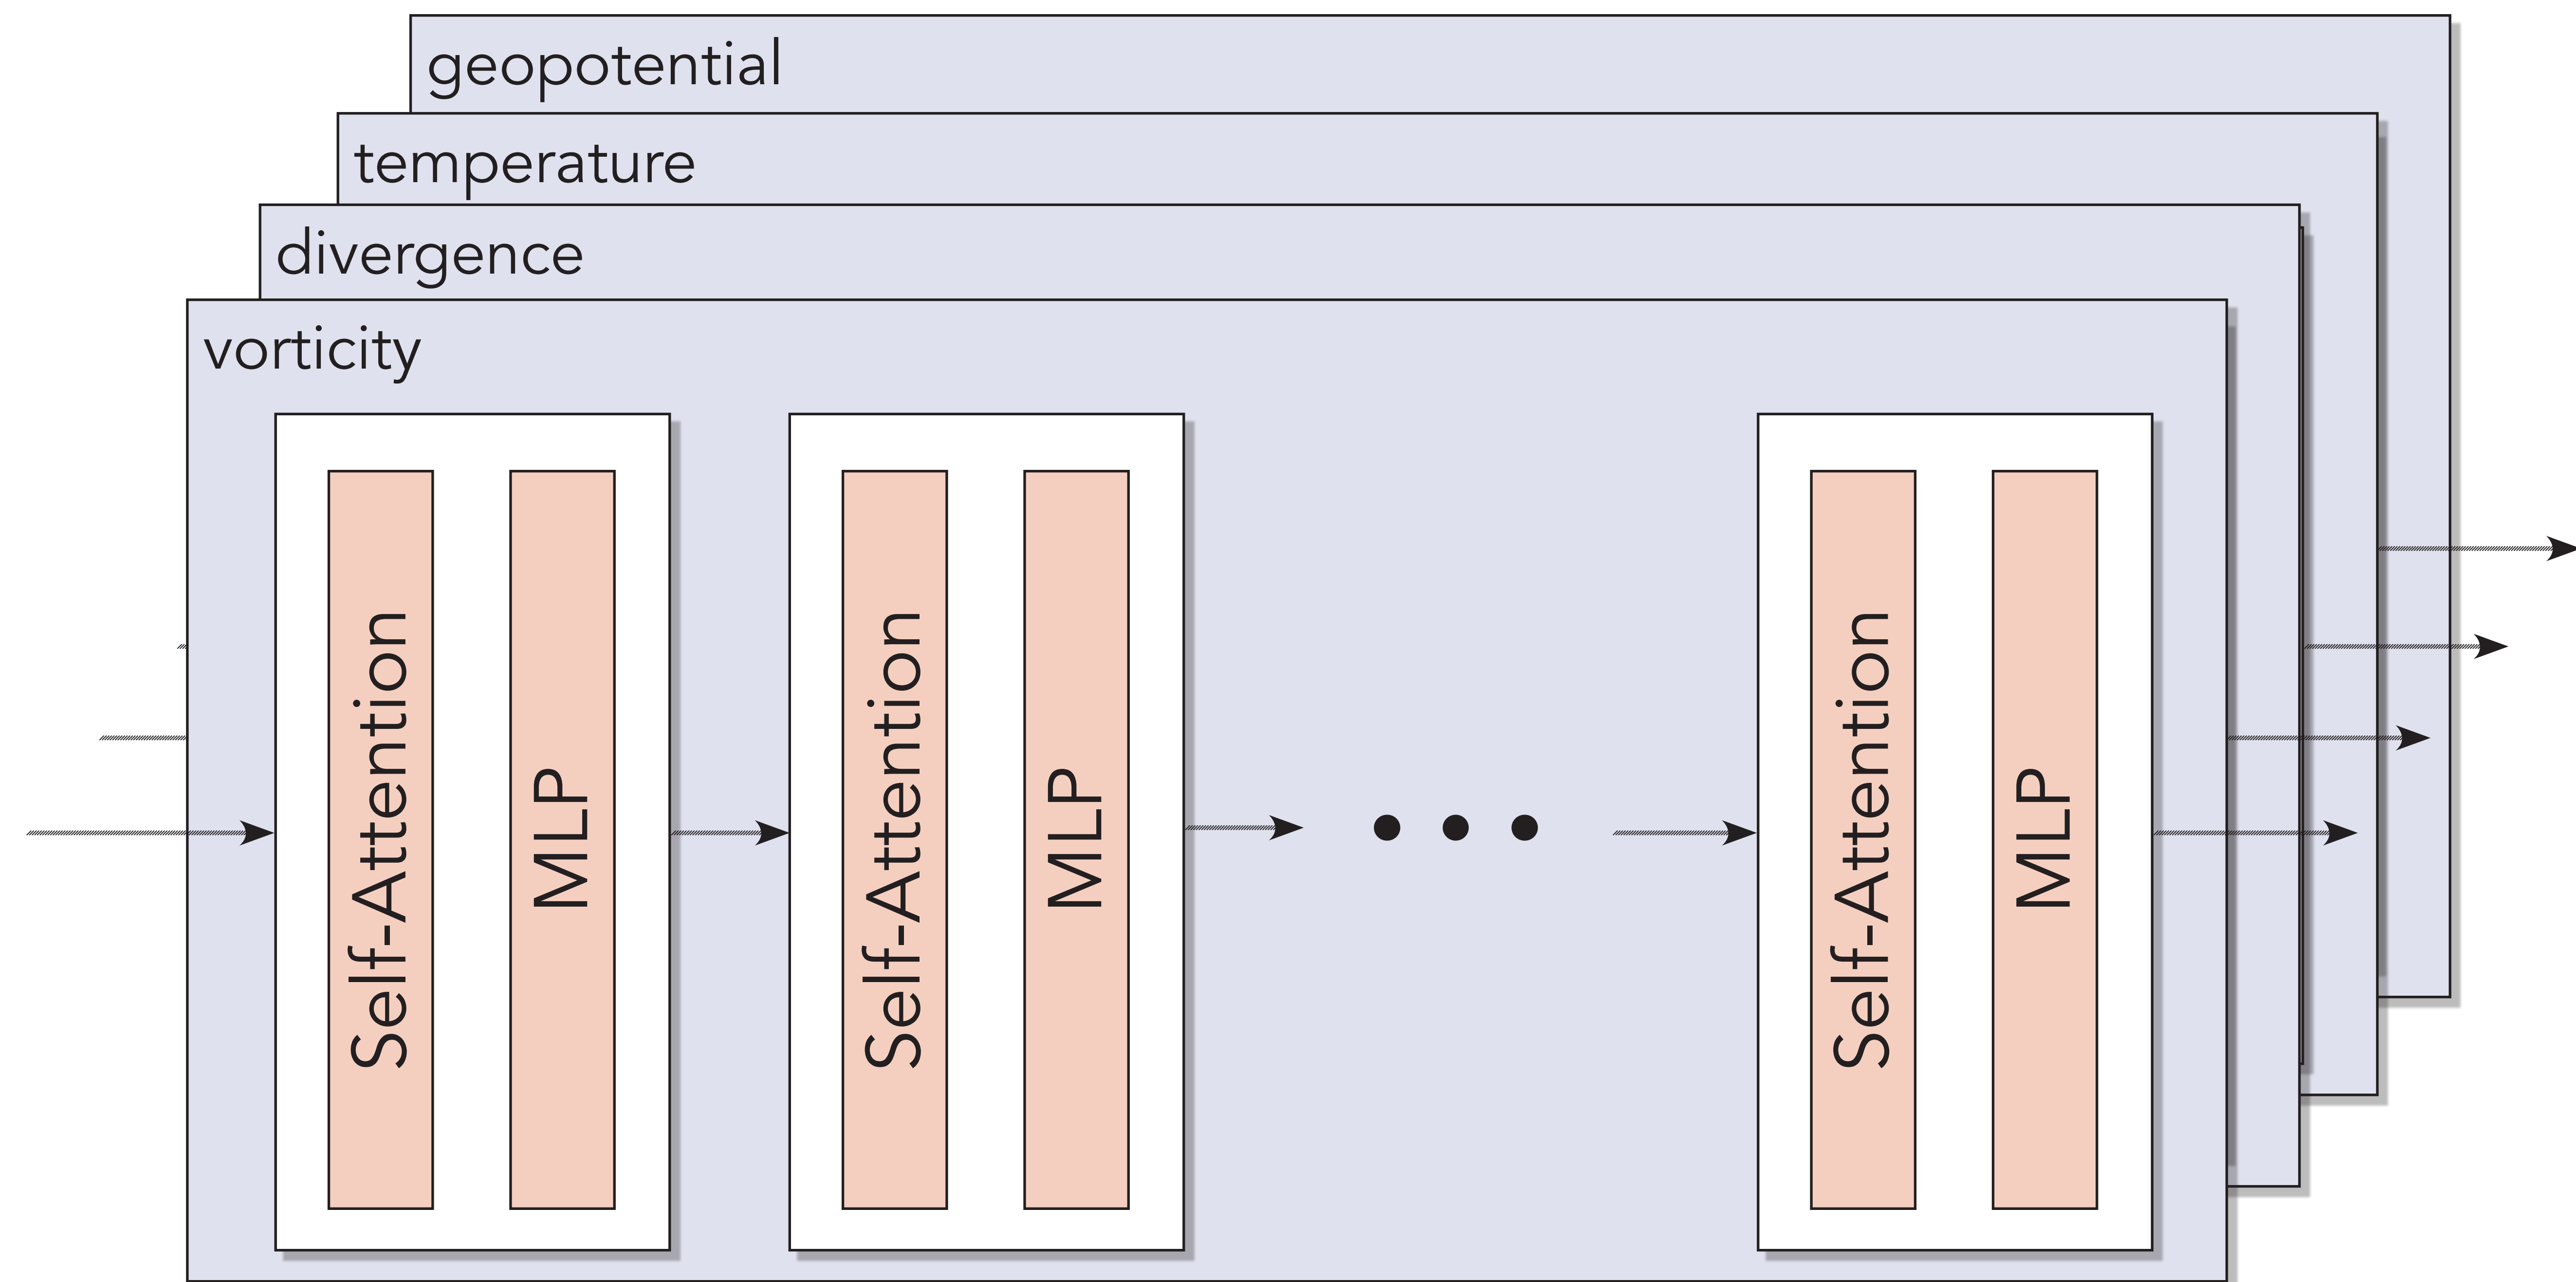 geopotential
temperature
divergence
vorticity
Self-Attention
MLP
Self-Attention
MLP
Self-Attention
MLP